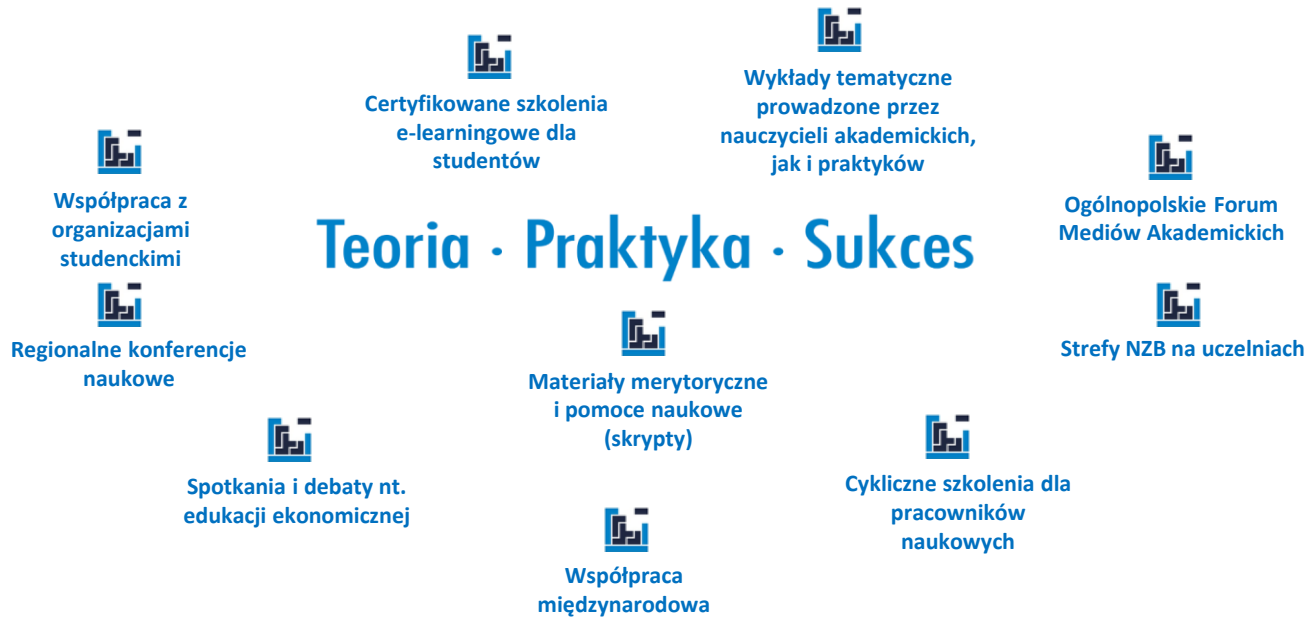 Certyfikowane szkolenia
e-learningowe dla
studentów
Wykłady tematyczne
prowadzone przez
nauczycieli akademickich,
jak i praktyków
Współpraca z
organizacjami
studenckimi
Ogólnopolskie Forum
Mediów Akademickich
Teoria · Praktyka · Sukces
Regionalne konferencje
naukowe
Strefy NZB na uczelniach
Materiały merytoryczne
i pomoce naukowe
(skrypty)
Spotkania i debaty nt.
edukacji ekonomicznej
Cykliczne szkolenia dla
pracowników
naukowych
Współpraca
międzynarodowa